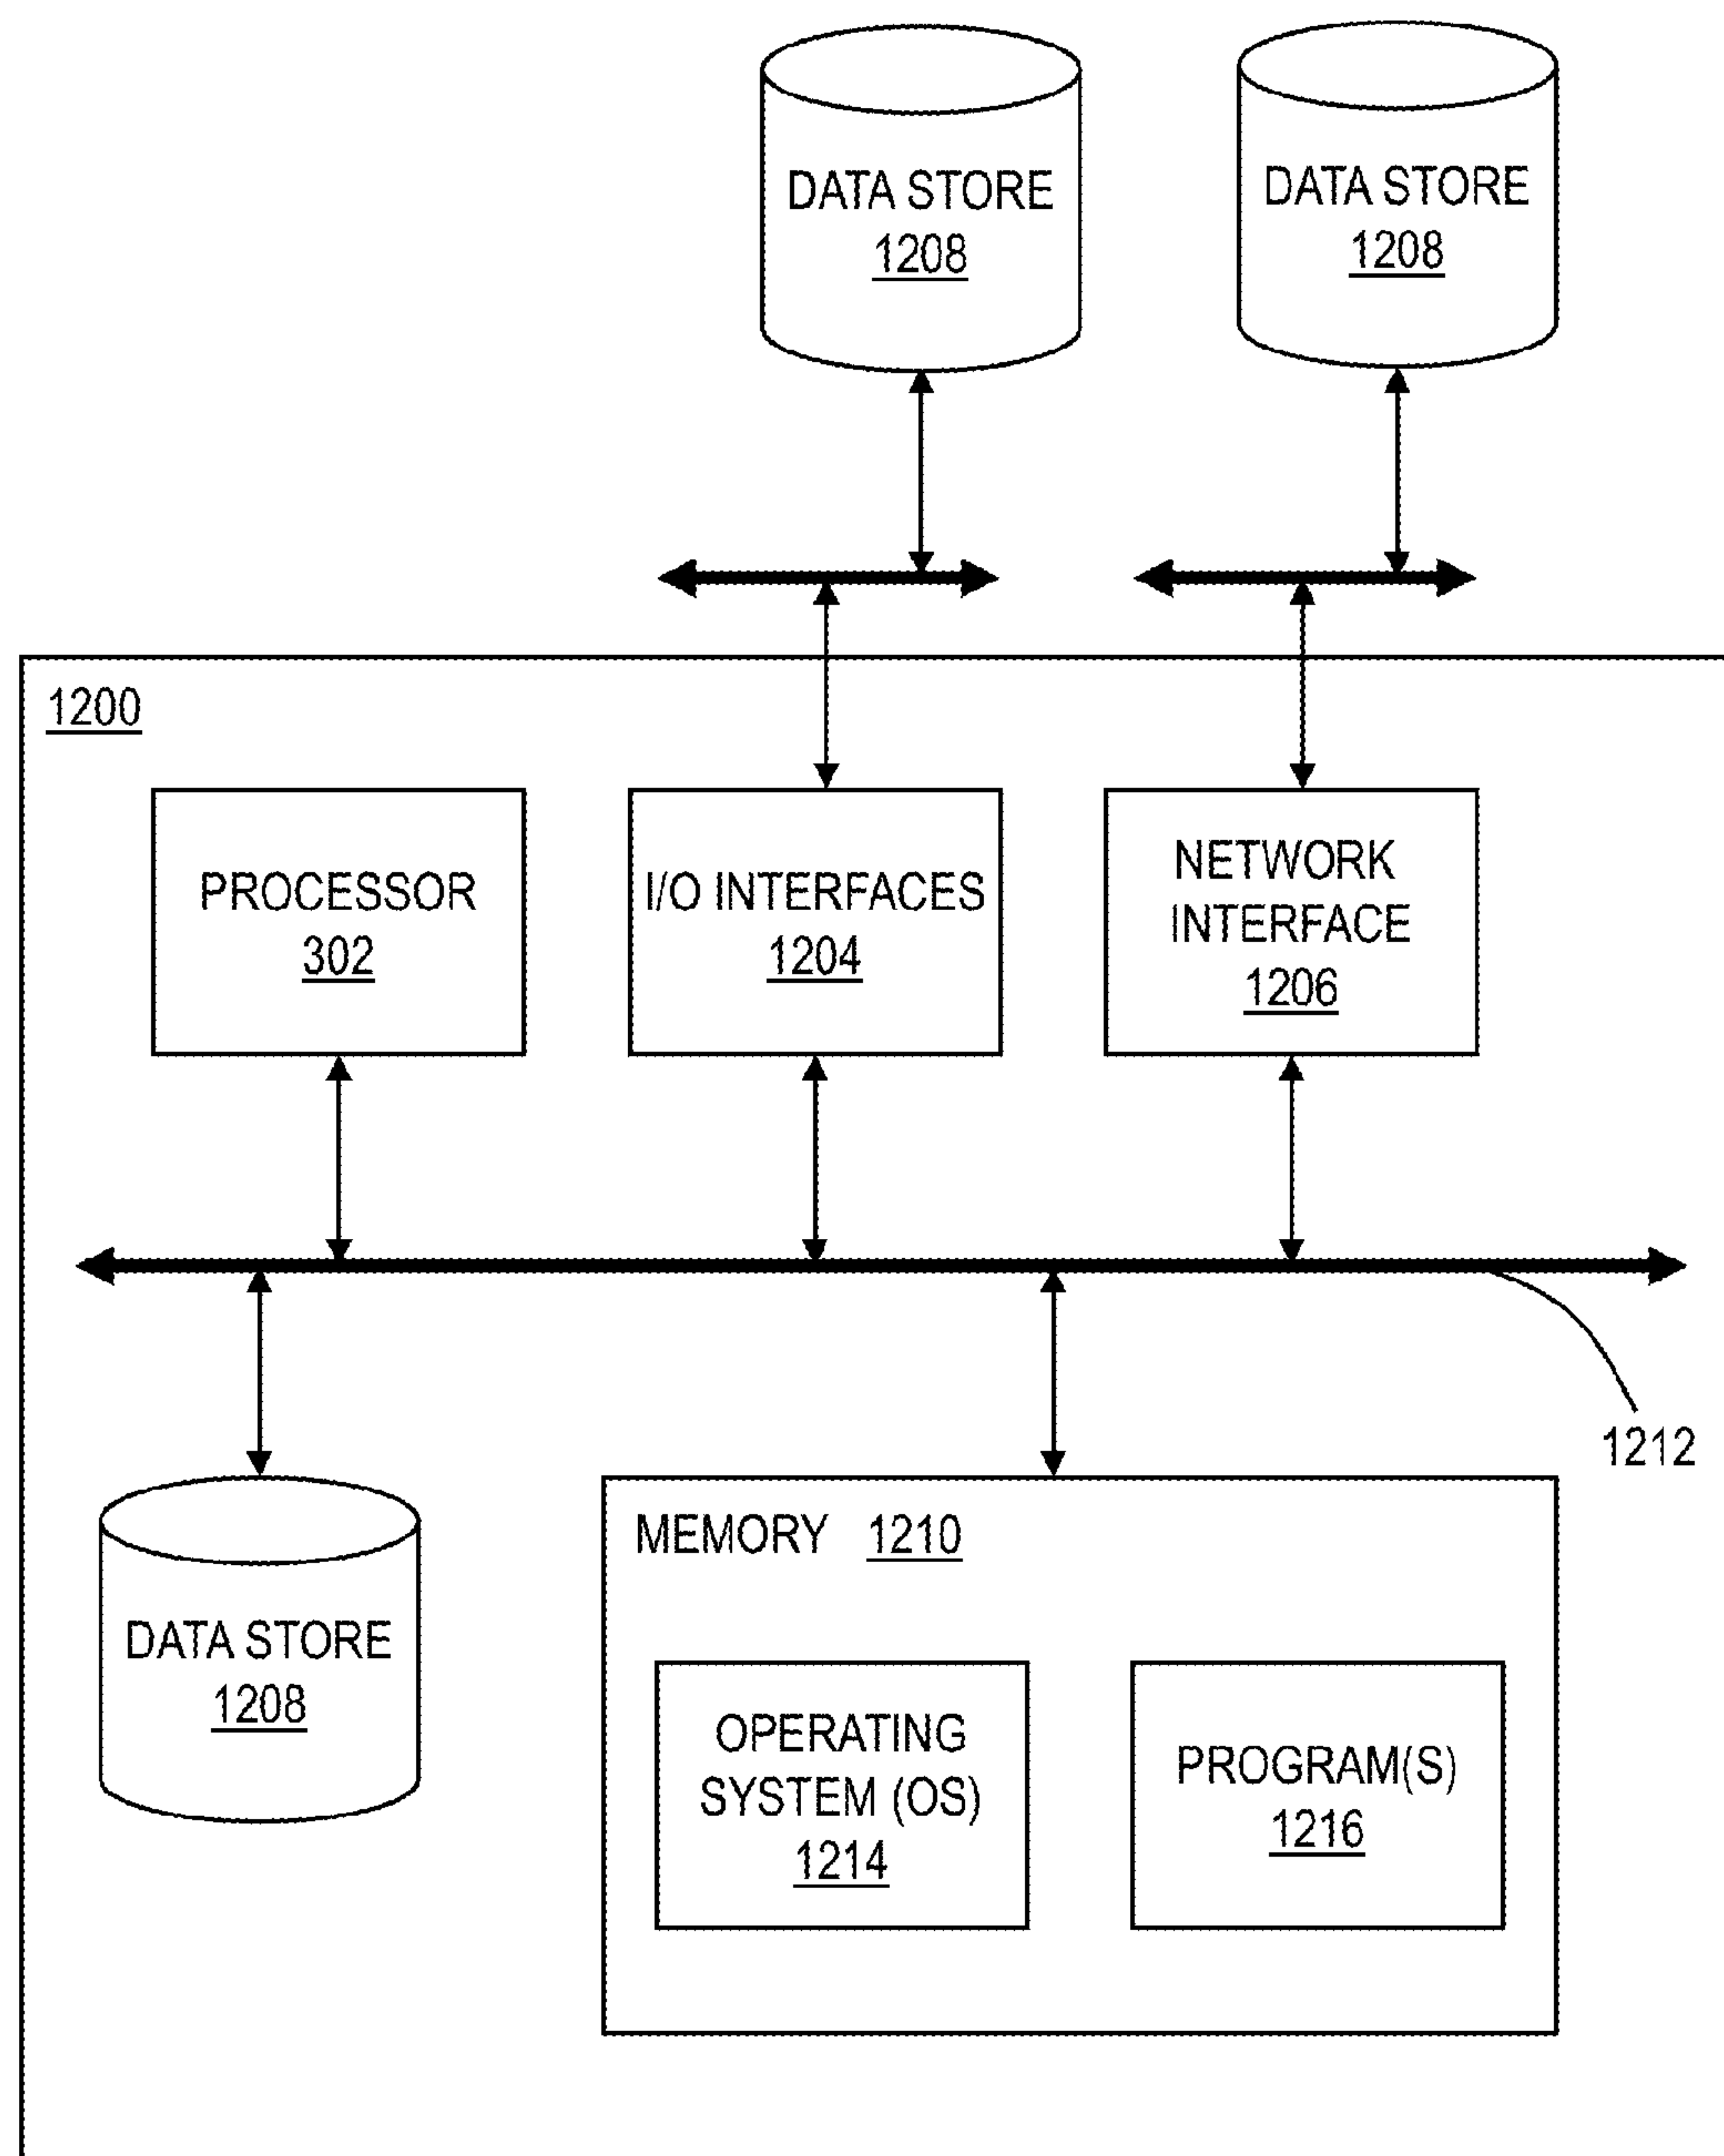 DATA STORE
1208
DATA STORE
1208
1200
PROCESSOR
302
I/O INTERFACES
1204
NETWORK
INTERFACE
1206
1212
DATA STORE
1208
MEMORY 1210
OPERATING
SYSTEM (OS)
1214
PROGRAM(S)
1216